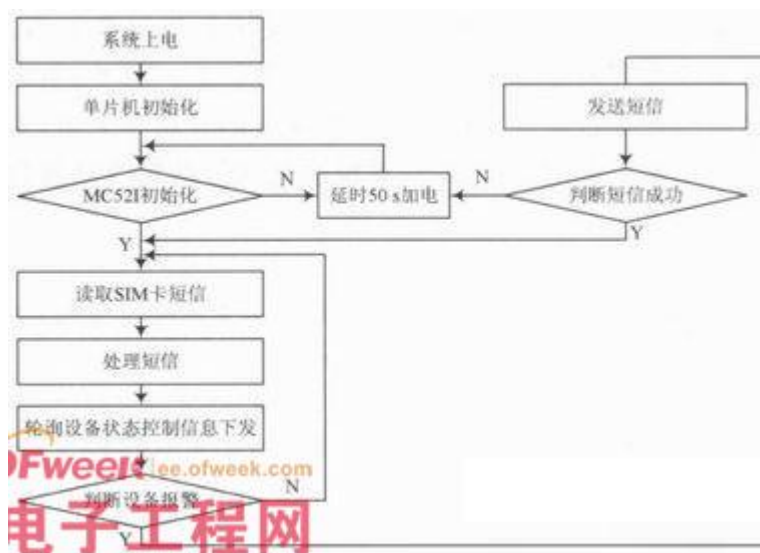 系统上电
单片机初始化
MC52I初始化
N
延时50 s加电
N
发送短信
判断短信成功
Y
Y
读取SIM卡短信
处理短信
轮询设备状态控制信息下发
OFweek ee.ofweek.com
判断设备报警
N
电子工程网
Y